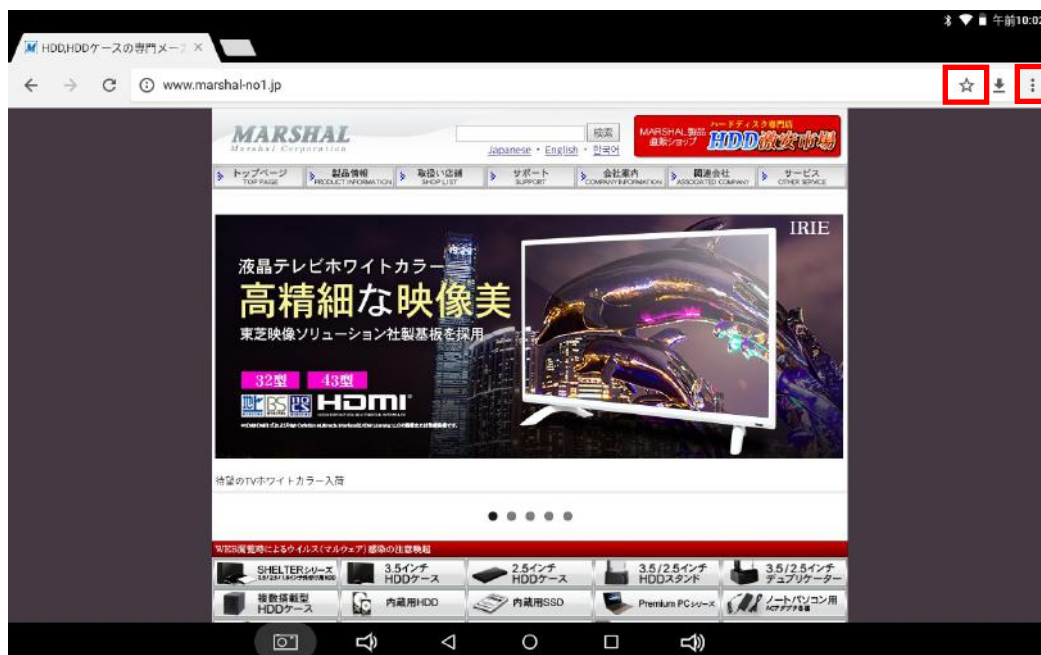 午前10:02
HDD,HDDケースの専門メー
www.marshal-no1.jp
MARSHAL
Marshal Corporation
検索
Japanese・English・한국어
MARSHAL製品
直販ショップ
ハードディスク専門店
HDD激安市場
トップページ 製品情報 取扱い店舗 サポート 会社案内 関連会社 サービス
TOP PAGE PRODUCT INFORMATION SHOP LIST SUPPORT COMPANY INFORMATION ASSOCIATED COMPANY OTHER SERVICE
IRIE
液晶テレビホワイトカラー
高精細な映像美
東芝映像ソリューション社製基板を採用
32型 43型
BS HDMI
待望のTVホワイトカラー入荷
WEB閲覧時によるウイルス(マルウェア)感染の注意喚起
SHELTERシリーズ
3.5インチ
HDDケース
2.5インチ
HDDケース
3.5/2.5インチ
HDDスタンド
3.5/2.5インチ
デュプリケーター
複数搭載型
HDDケース
内蔵用HDD
内蔵用SSD
Premium PCシリーズ
ノートパソコン用
ACアダプタ各種